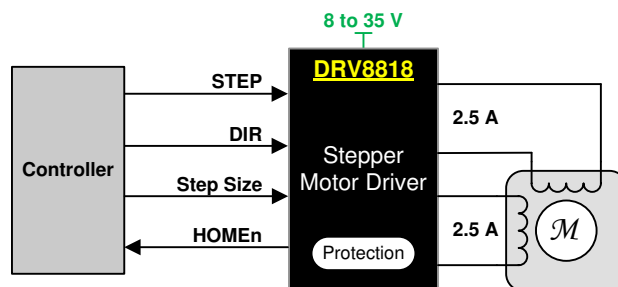 8 to 35 V
DRV8818
STEP
2.5 A
DIR
Controller
Stepper
Motor Driver
Step Size
HOMEn
Protection
2.5 A
M